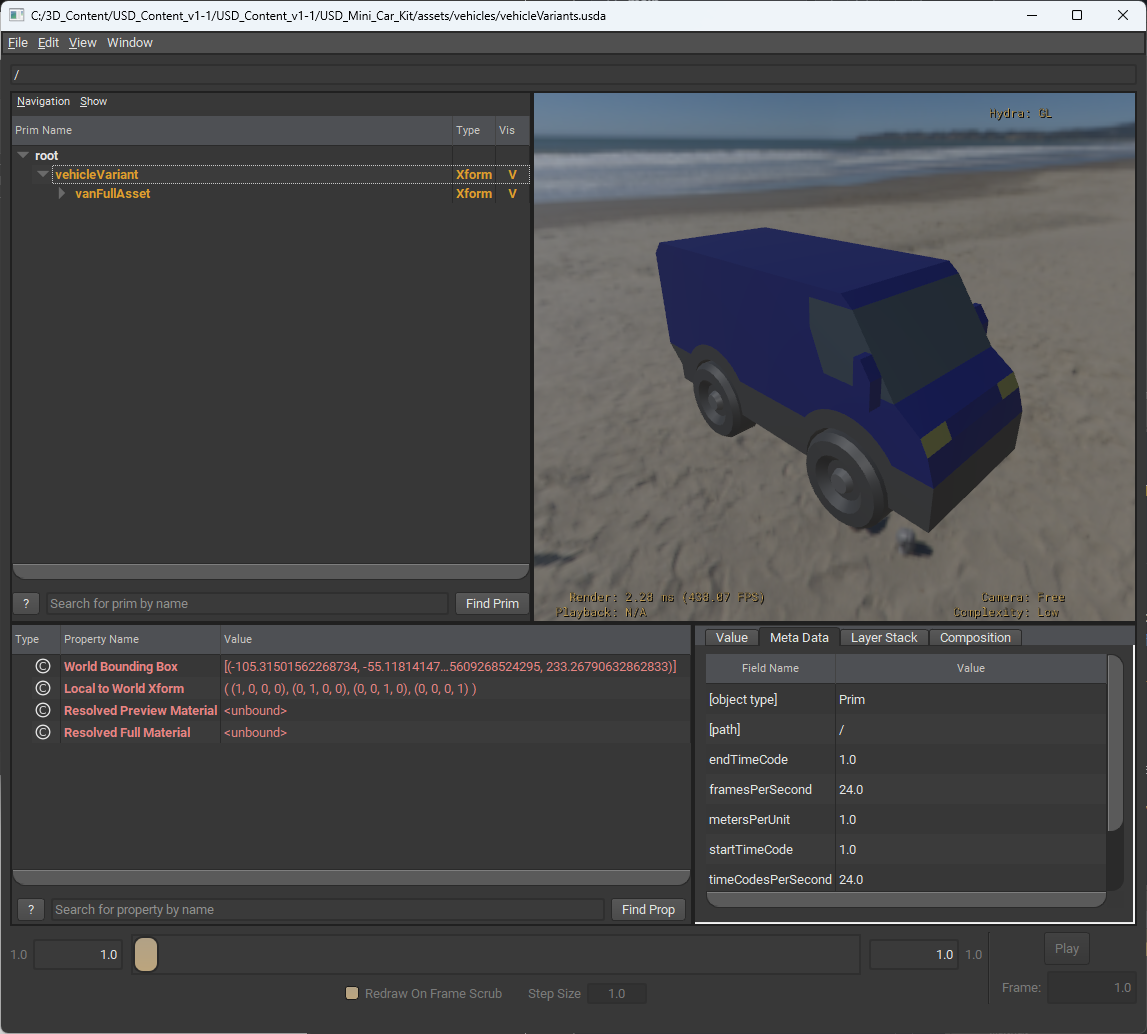 C:/3D_Content/USD_Content_v1-1/USD_Content_v1-1/USD_Mini_Car_Kit/assets/vehicles/vehicleVariants.usda
File Edit View Window
/
Navigation Show
Prim Name Type Vis
root
vehicleVariant Xform V
vanFullAsset Xform V
Hydra: GL
Render: 2.28 ms (438.07 FPS)
Playback: N/A
Camera: Free
Complexity: Low
? Search for prim by name Find Prim
Type Property Name Value
© World Bounding Box [(-105.31501562268734, -55.11814147...5609268524295, 233.26790632862833)]
© Local to World Xform ( (1, 0, 0, 0), (0, 1, 0, 0), (0, 0, 1, 0), (0, 0, 0, 1) )
© Resolved Preview Material <unbound>
© Resolved Full Material <unbound>
? Search for property by name Find Prop
Value Meta Data Layer Stack Composition
Field Name Value
[object type] Prim
[path] /
endTimeCode 1.0
framesPerSecond 24.0
metersPerUnit 1.0
startTimeCode 1.0
timeCodesPerSecond 24.0
1.0 1.0 1.0 1.0 Play
Redraw On Frame Scrub Step Size 1.0 Frame: 1.0